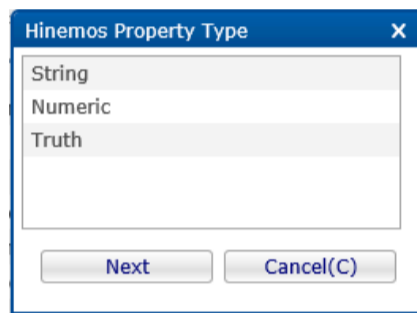 Hinemos Property Type
String
Numeric
Truth
Next Cancel(C)